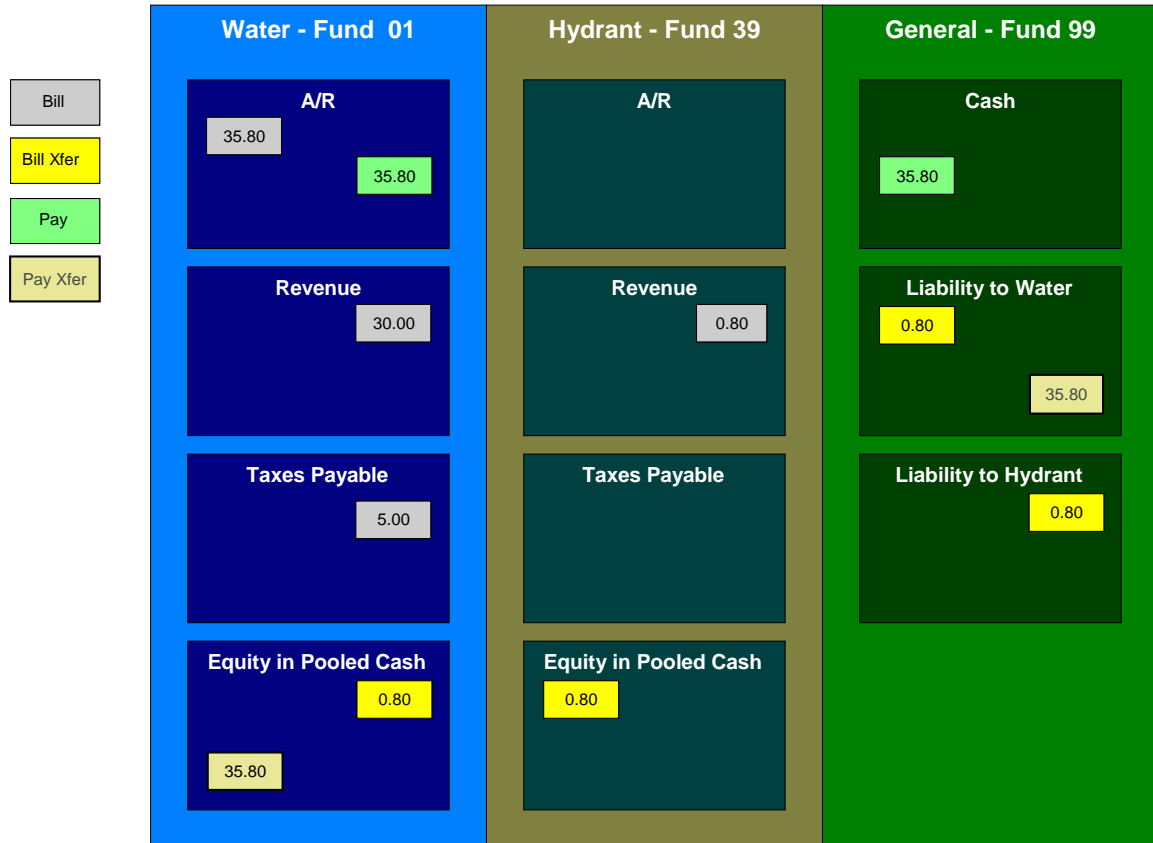 Water - Fund  01
Hydrant - Fund 39
General - Fund 99
Bill
Bill Xfer
Pay
Pay Xfer
A/R
35.80
35.80
A/R
Cash
35.80
Revenue
30.00
Revenue
0.80
Liability to Water
0.80
35.80
Taxes Payable
5.00
Taxes Payable
Liability to Hydrant
0.80
Equity in Pooled Cash
0.80
35.80
Equity in Pooled Cash
0.80